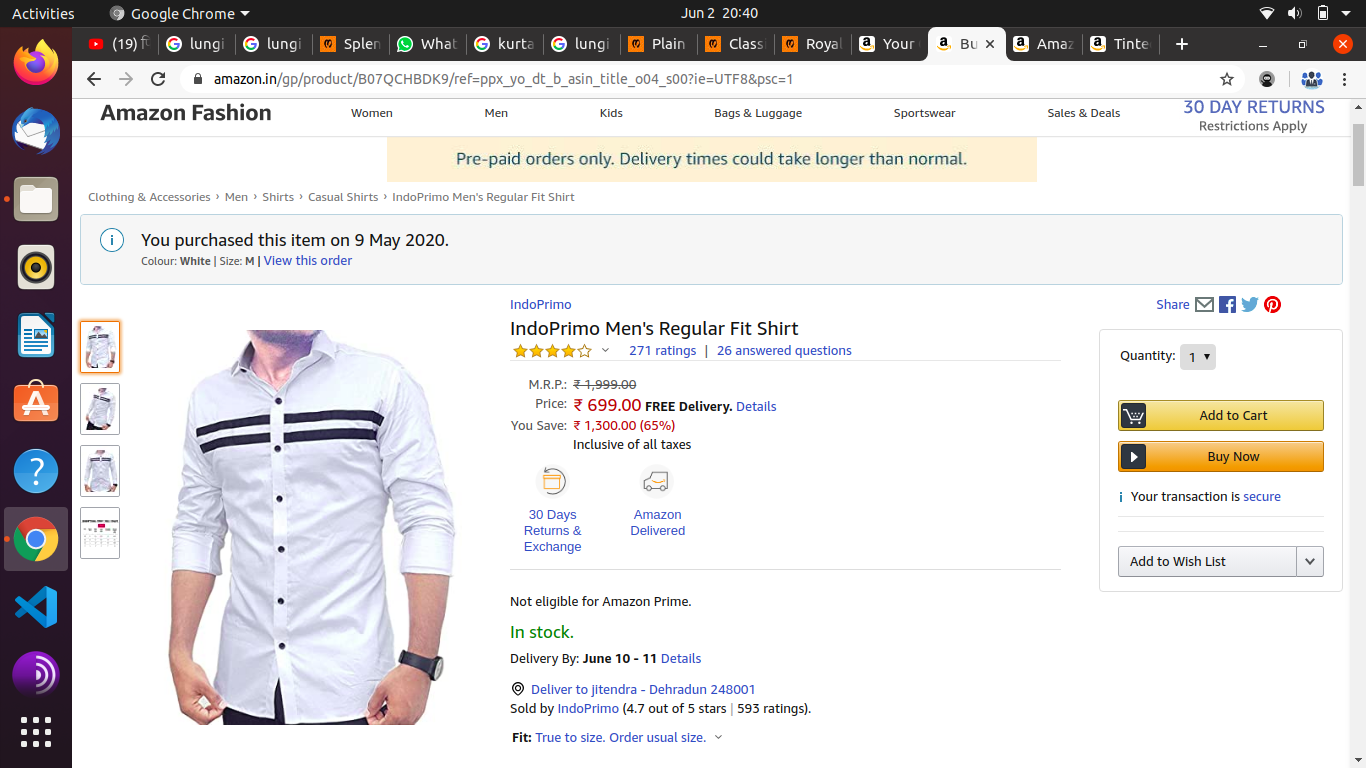 Activities
Google Chrome
Jun 2 20:40
(19)
lungi
lungi
Splen
What
kurta
lungi
Plain
Classi
Royal
Your
Bu
Amaz
Tinte
amazon.in/gp/product/B07QCHBDK9/ref=ppx_yo_dt_b_asin_title_o04_s00?ie=UTF8&psc=1
Amazon Fashion
Women
Men
Kids
Bags & Luggage
Sportswear
Sales & Deals
30 DAY RETURNS
Restrictions Apply
Pre-paid orders only. Delivery times could take longer than normal.
Clothing & Accessories › Men › Shirts › Casual Shirts › IndoPrimo Men's Regular Fit Shirt
You purchased this item on 9 May 2020.
Colour: White | Size: M | View this order
IndoPrimo
IndoPrimo Men's Regular Fit Shirt
271 ratings | 26 answered questions
M.R.P.: ₹ 1,999.00
Price: ₹ 699.00 FREE Delivery. Details
You Save: ₹ 1,300.00 (65%)
Inclusive of all taxes
30 Days
Returns &
Exchange
Amazon
Delivered
Not eligible for Amazon Prime.
In stock.
Delivery By: June 10 - 11 Details
Deliver to jitendra - Dehradun 248001
Sold by IndoPrimo (4.7 out of 5 stars | 593 ratings).
Fit: True to size. Order usual size.
Share
Quantity: 1
Add to Cart
Buy Now
Your transaction is secure
Add to Wish List